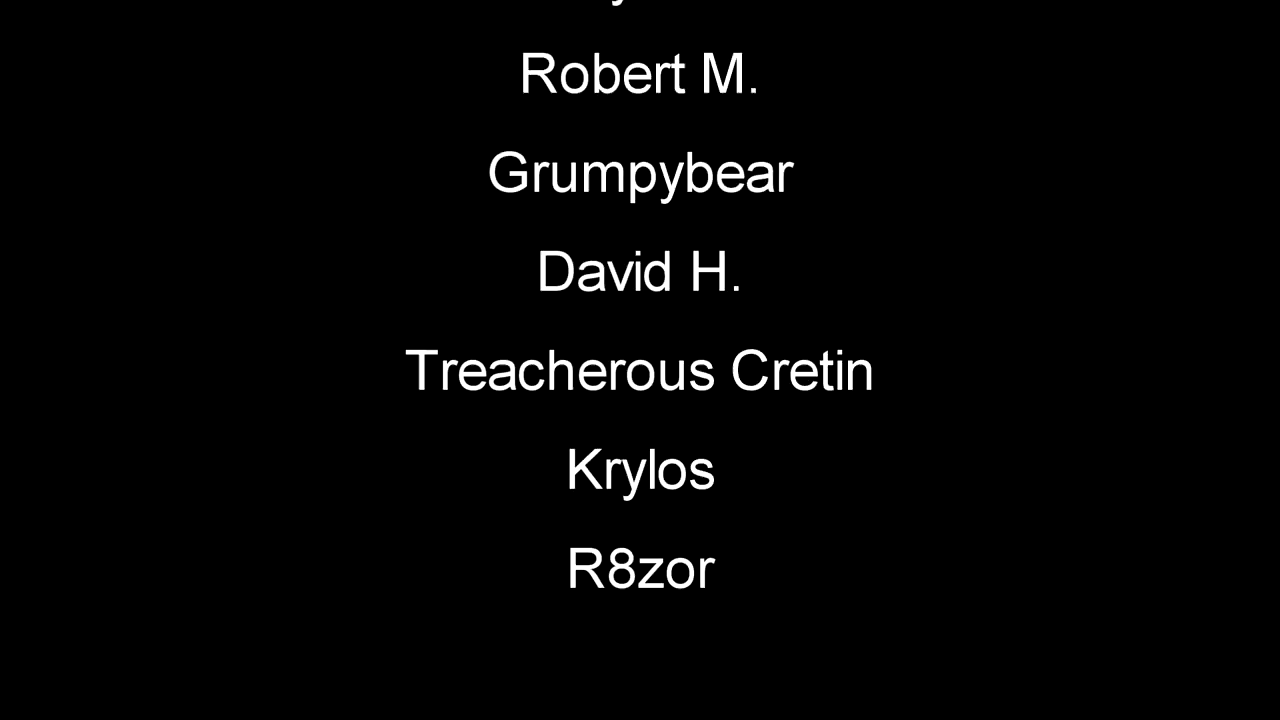 Robert M.
Grumpybear
David H.
Treacherous Cretin
Krylos
R8zor